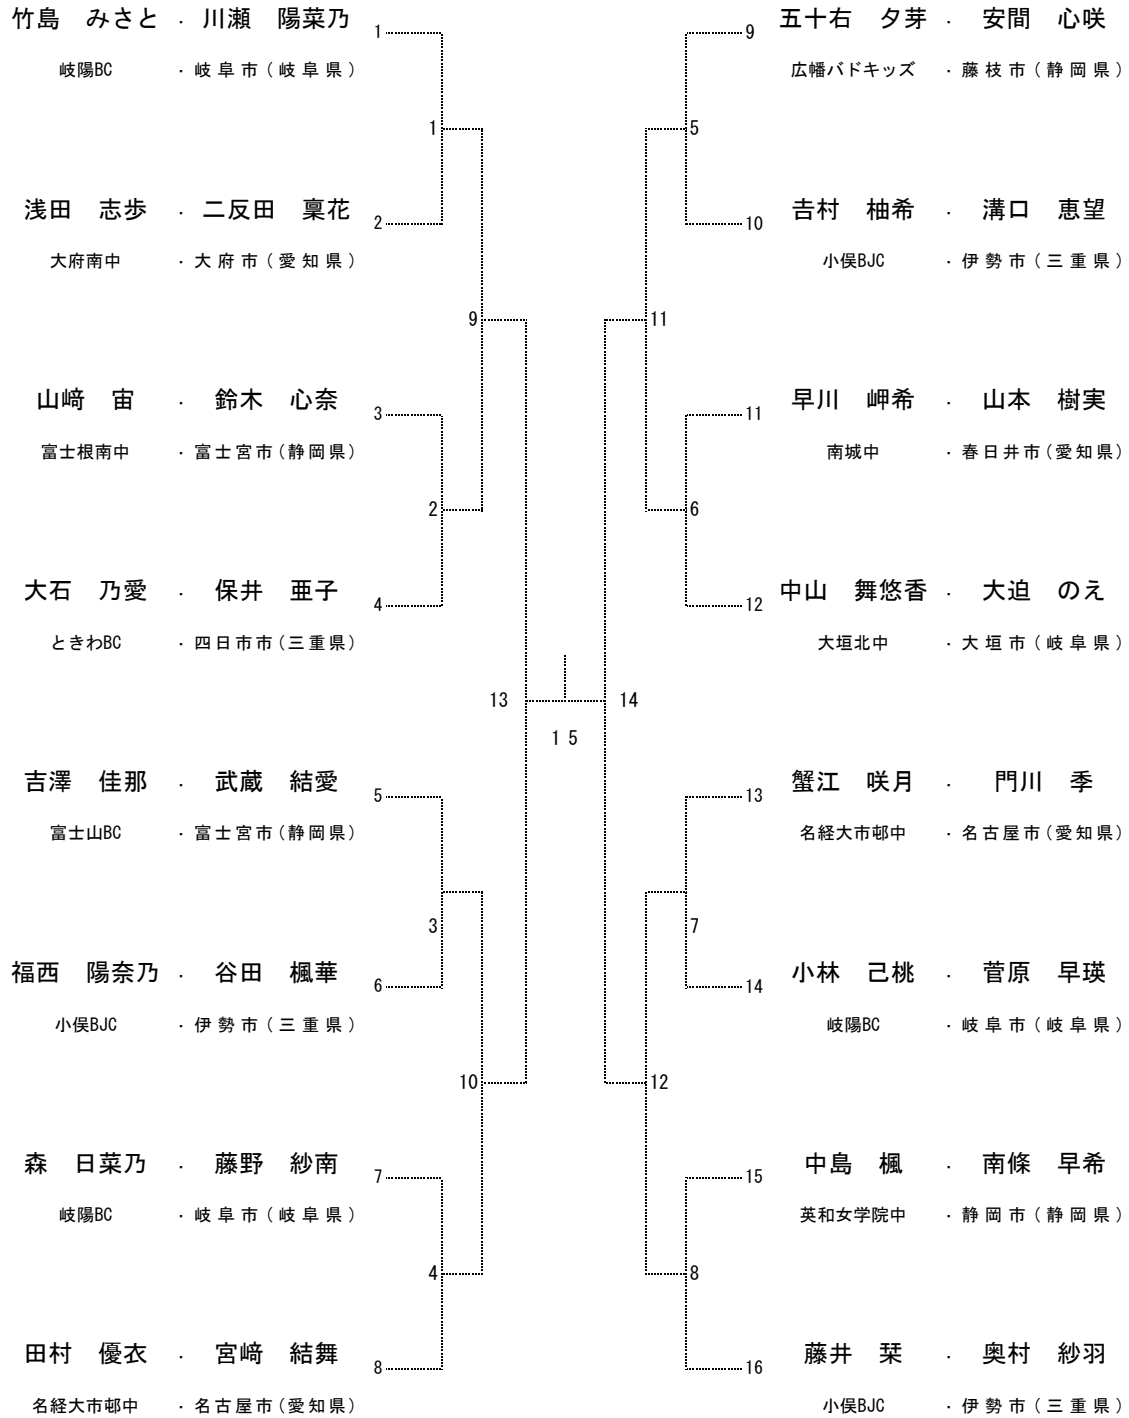 竹島　みさと ・ 川瀬　陽菜乃 1
岐陽BC ・ 岐阜市(岐阜県)
1
浅田　志歩 ・ 二反田　稟花 2
大府南中 ・ 大府市(愛知県)
9
山﨑　宙 ・ 鈴木　心奈 3
富士根南中 ・ 富士宮市(静岡県)
2
大石　乃愛 ・ 保井　亜子 4
ときわBC ・ 四日市市(三重県)
13
吉澤　佳那 ・ 武蔵　結愛 5
富士山BC ・ 富士宮市(静岡県)
3
福西　陽奈乃 ・ 谷田　楓華 6
小俣BJC ・ 伊勢市(三重県)
10
森　日菜乃 ・ 藤野　紗南 7
岐陽BC ・ 岐阜市(岐阜県)
4
田村　優衣 ・ 宮﨑　結舞 8
名経大市邨中 ・ 名古屋市(愛知県)
15
9 五十右　夕芽 ・ 安間　心咲
広幡バドキッズ ・ 藤枝市(静岡県)
5
10 𠮷村　柚希 ・ 溝口　恵望
小俣BJC ・ 伊勢市(三重県)
11
11 早川　岬希 ・ 山本　樹実
南城中 ・ 春日井市(愛知県)
6
12 中山　舞悠香 ・ 大迫　のえ
大垣北中 ・ 大垣市(岐阜県)
14
13 蟹江　咲月 ・ 門川　季
名経大市邨中 ・ 名古屋市(愛知県)
7
14 小林　己桃 ・ 菅原　早瑛
岐陽BC ・ 岐阜市(岐阜県)
12
15 中島　楓 ・ 南條　早希
英和女学院中 ・ 静岡市(静岡県)
8
16 藤井　栞 ・ 奥村　紗羽
小俣BJC ・ 伊勢市(三重県)